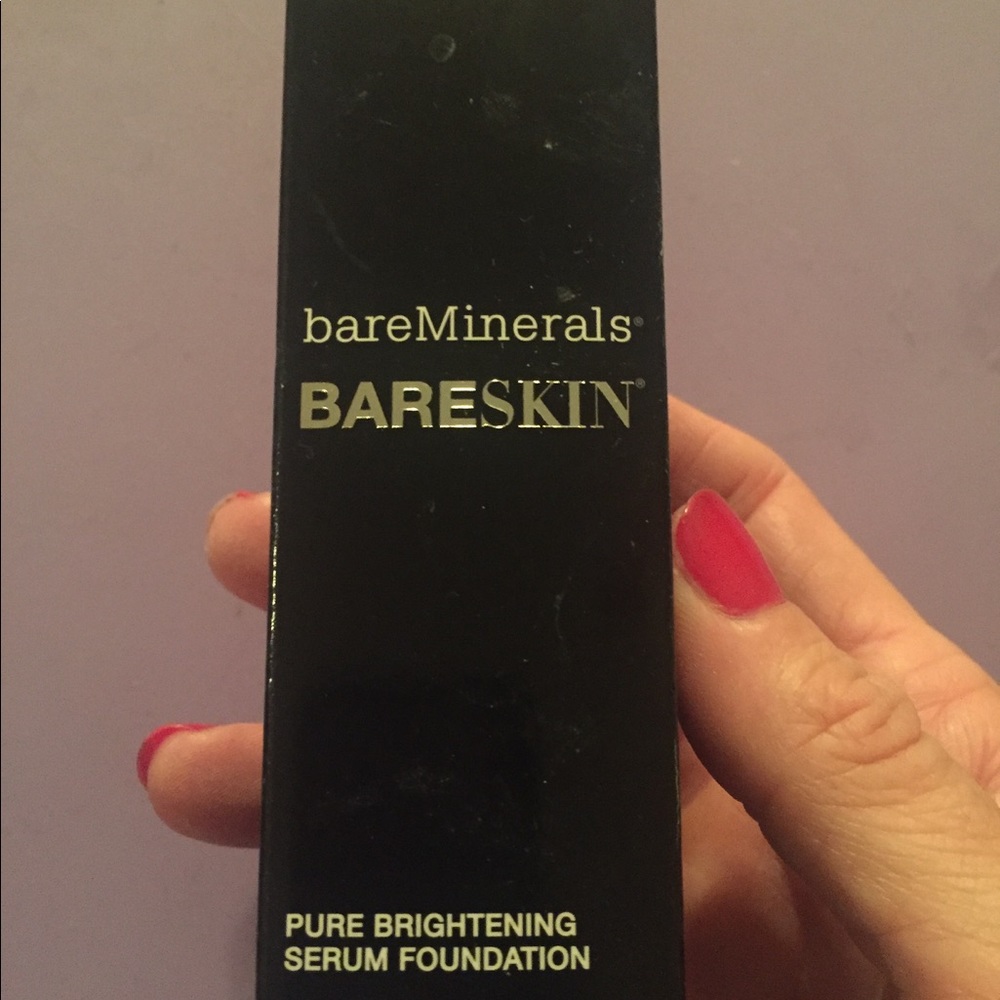 bareMinerals®
BARESKIN®
PURE BRIGHTENING
SERUM FOUNDATION